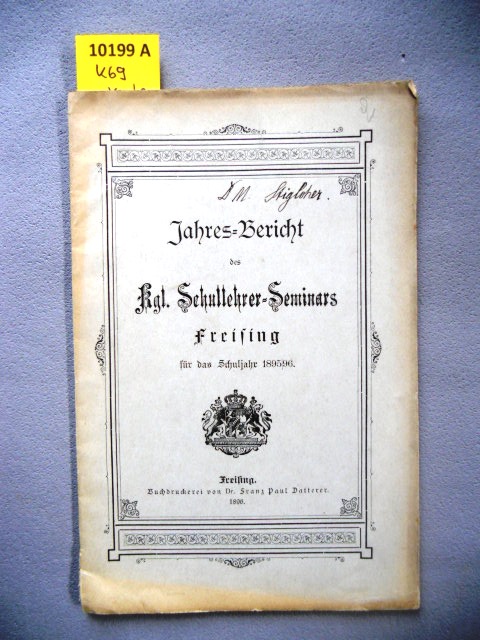 10199 A
K69
Jahres=Bericht
des
Kgl. Schullehrer=Seminars
Freising
für das Schuljahr 1895/96.
Freising.
Buchdruckerei von Dr. Franz Paul Datterer.
1896.